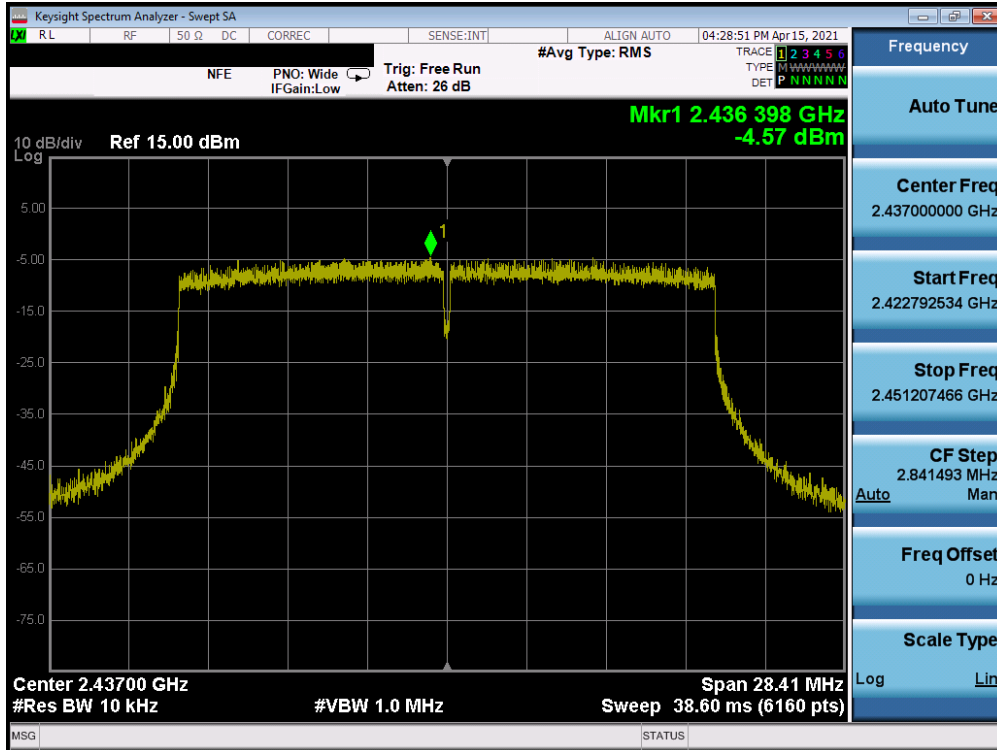 Keysight Spectrum Analyzer - Swept SA
LXI RL RF 50 Ω DC CORREC SENSE:INT ALIGN AUTO 04:28:51 PM Apr 15, 2021
NFE PNO: Wide Trig: Free Run #Avg Type: RMS TRACE 1 2 3 4 5 6
IFGain:Low Atten: 26 dB TYPE M W W W W W
DET P N N N N N
Mkr1 2.436 398 GHz
-4.57 dBm
10 dB/div Ref 15.00 dBm
Log
1
5.00
-5.00
-15.0
-25.0
-35.0
-45.0
-55.0
-65.0
-75.0
Center 2.43700 GHz Span 28.41 MHz
#Res BW 10 kHz #VBW 1.0 MHz Sweep 38.60 ms (6160 pts)
MSG STATUS
Frequency
Auto Tune
Center Freq
2.437000000 GHz
Start Freq
2.422792534 GHz
Stop Freq
2.451207466 GHz
CF Step
2.841493 MHz
Auto Man
Freq Offset
0 Hz
Scale Type
Log Lin